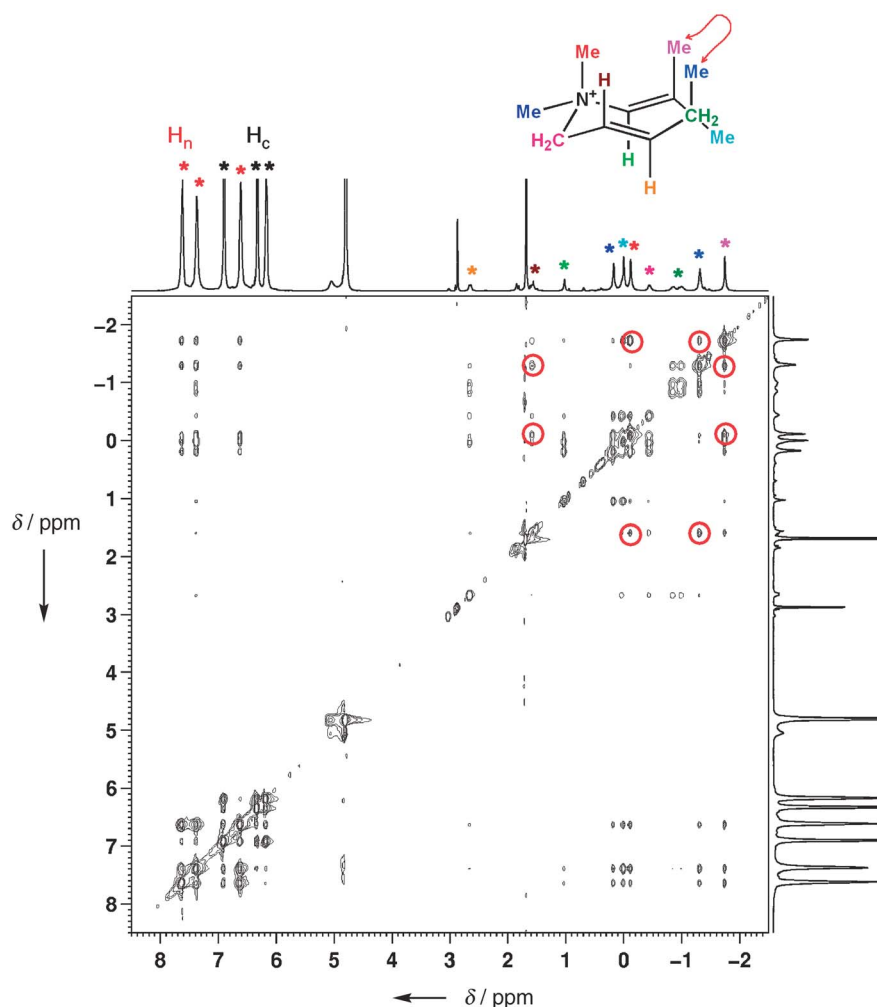 Me
Me
Me
H
Me
N+
CH2
H2C
Me
H
H
Hn
Hc
* * * * * *
* * * * * * * * * * *
−2
−1
0
1
2
3
4
5
6
7
8
δ / ppm
8 7 6 5 4 3 2 1 0 −1 −2
δ / ppm